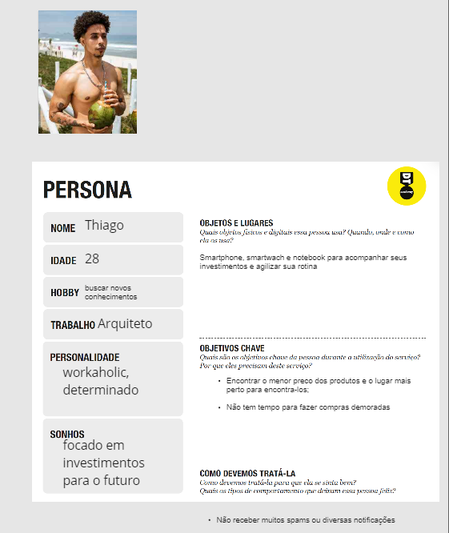 PERSONA
NOME Thiago
IDADE 28
HOBBY buscar novos
conhecimentos
TRABALHO Arquiteto
PERSONALIDADE
workaholic,
determinado
SONHOS
focado em
investimentos
para o futuro
OBJETOS E LUGARES
Quais objetos físicos e digitais essa pessoa usa? Quando, onde e como
ela os usa?
Smartphone, smartwach e notebook para acompanhar seus
investimentos e agilizar sua rotina
OBJETIVOS CHAVE
Quais são os objetivos chave da pessoa durante a utilização do serviço?
Por que eles precisam deste serviço?
• Encontrar o menor preco dos produtos e o lugar mais
perto para encontra-los;
• Não tem tempo para fazer compras demoradas
COMO DEVEMOS TRATÁ-LA
Como devemos tratá-la para que ela se sinta bem?
Quais os tipos de comportamento que deixam essa pessoa feliz?
• Não receber muitos spams ou diversas notificações